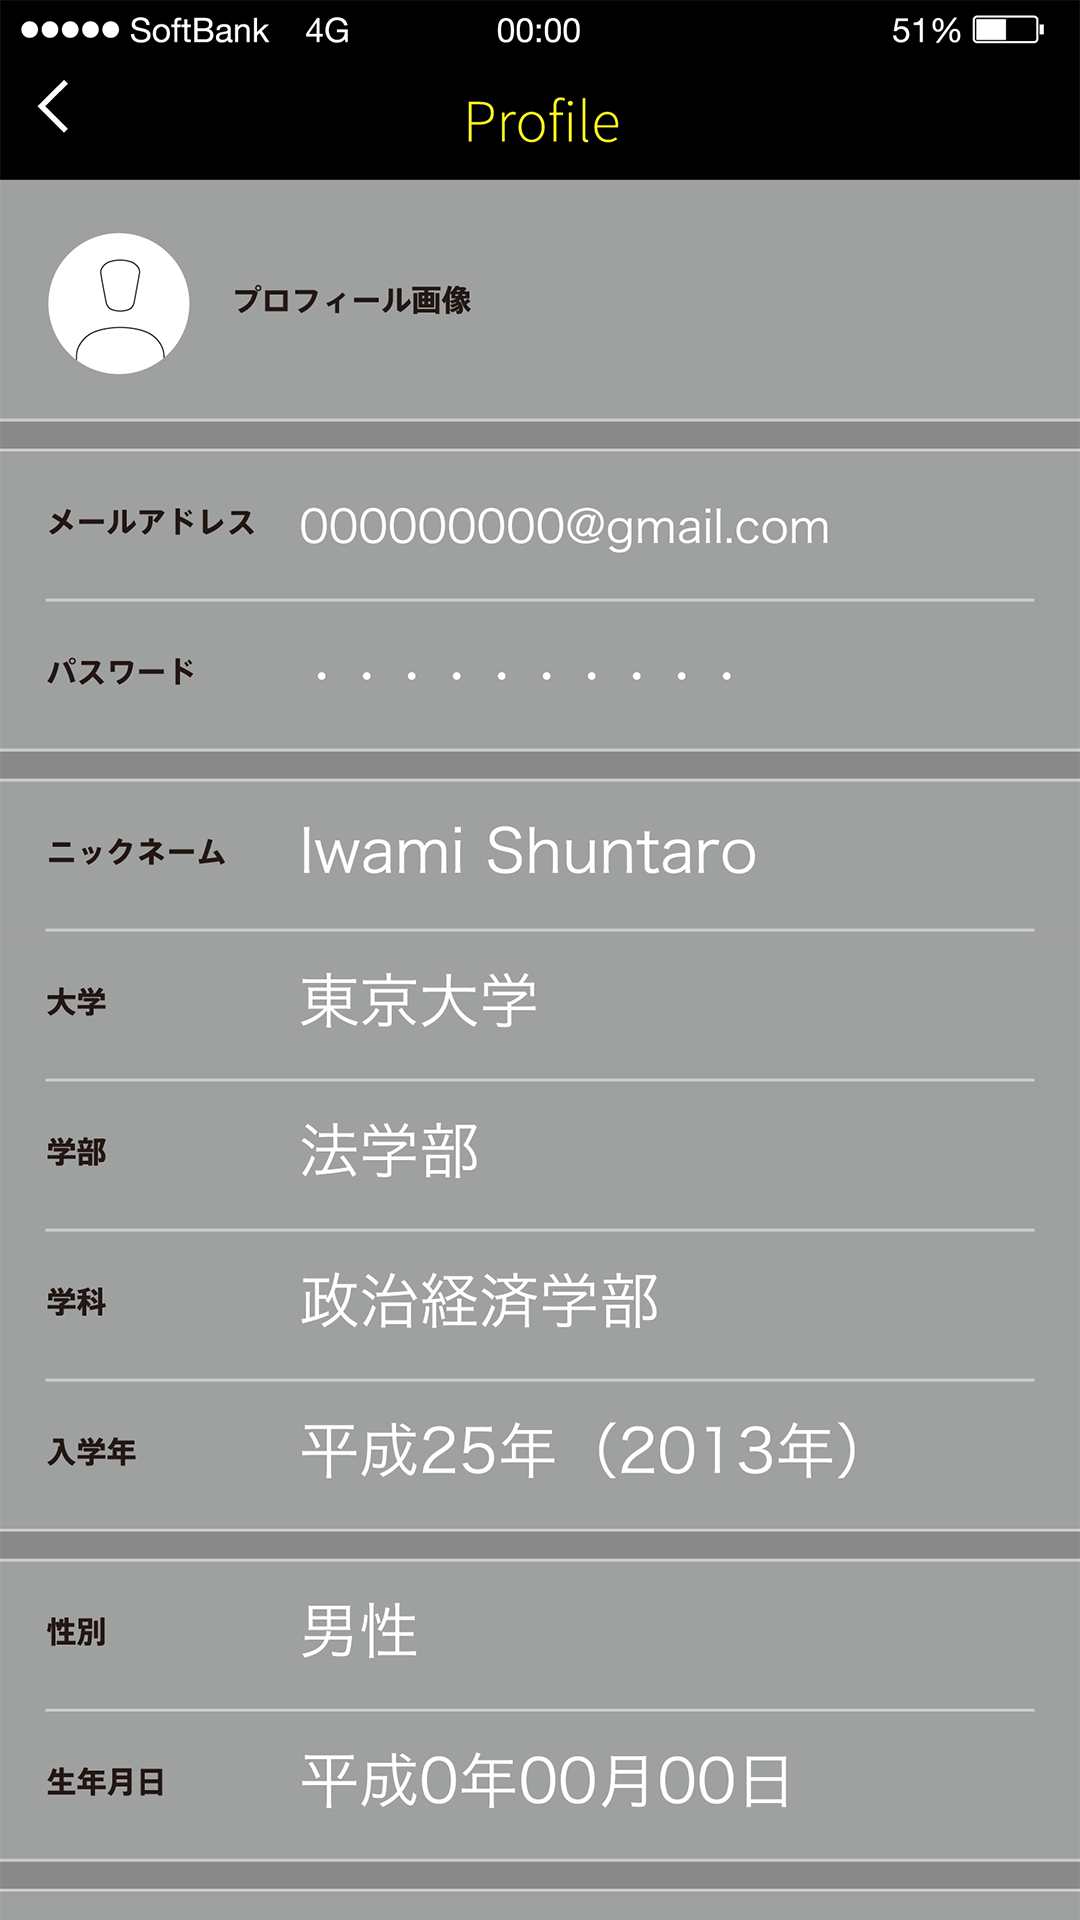 SoftBank 4G 00:00 51%
Profile
プロフィール画像
メールアドレス 000000000@gmail.com
パスワード ・・・・・・・・・・
ニックネーム Iwami Shuntaro
大学 東京大学
学部 法学部
学科 政治経済学部
入学年 平成25年（2013年）
性別 男性
生年月日 平成0年00月00日